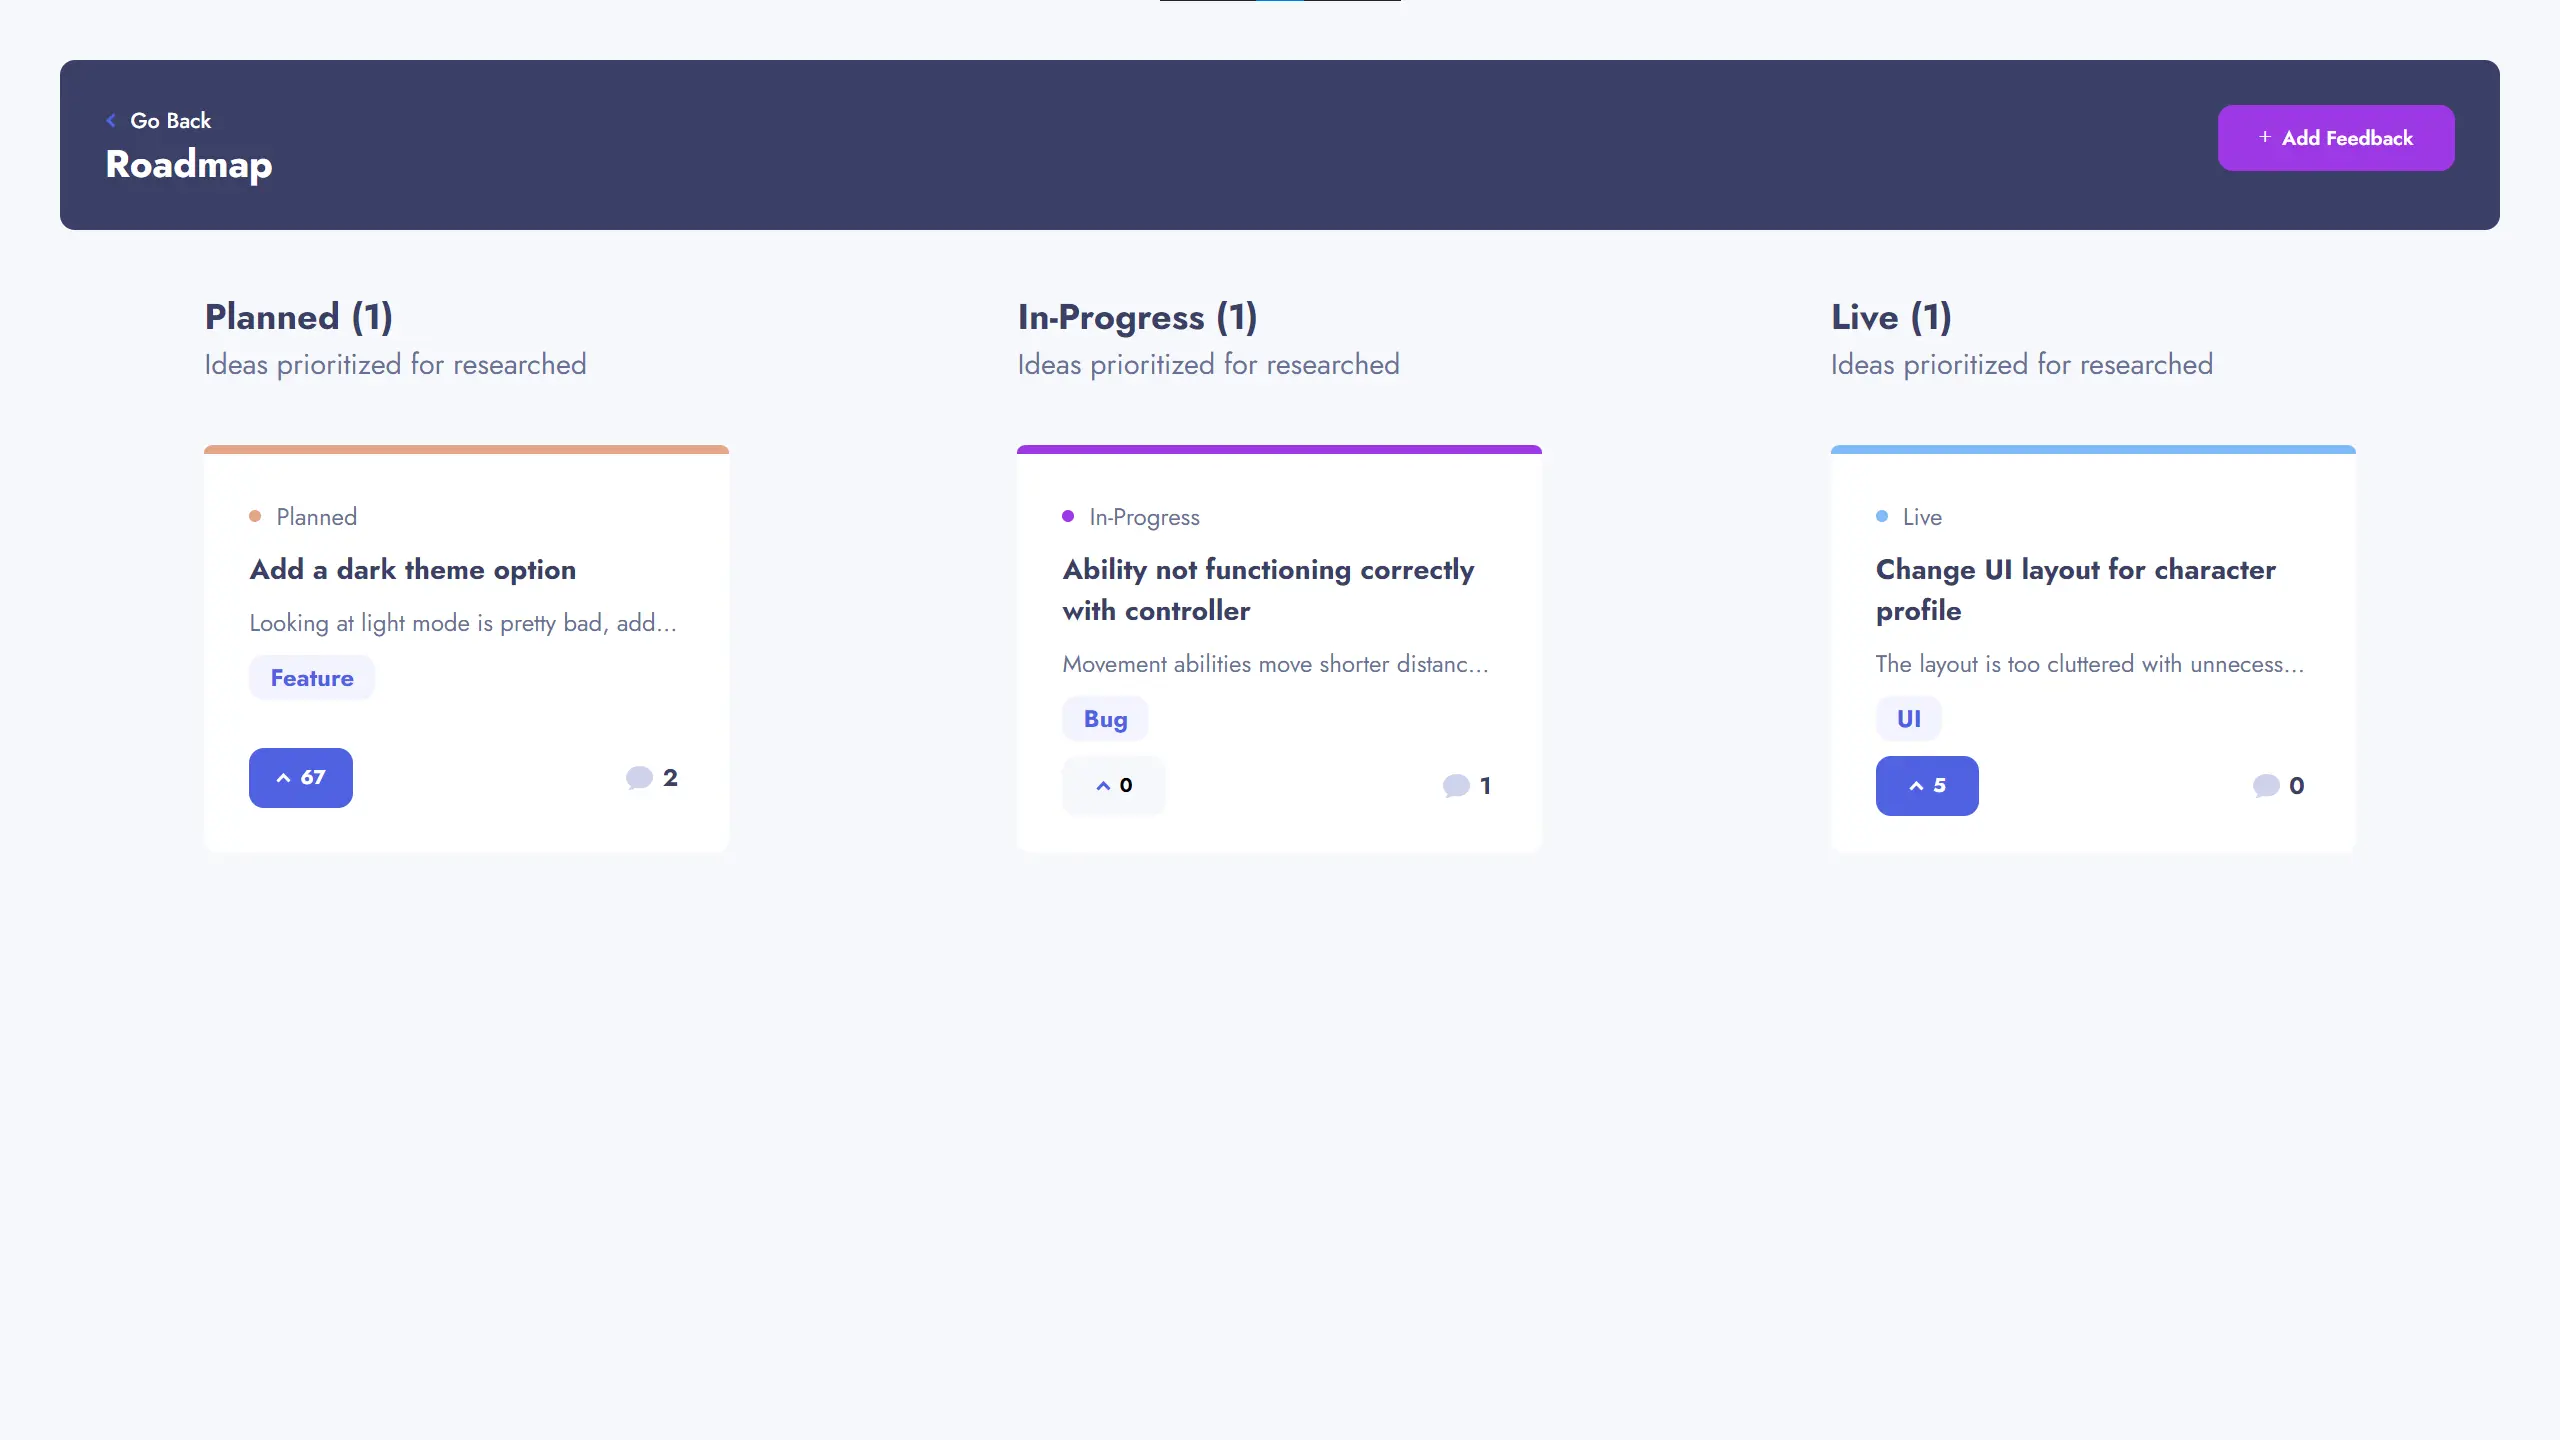 Go Back
Roadmap
+ Add Feedback
Planned (1)
Ideas prioritized for researched
Planned
Add a dark theme option
Looking at light mode is pretty bad, add...
Feature
67
2
In-Progress (1)
Ideas prioritized for researched
In-Progress
Ability not functioning correctly
with controller
Movement abilities move shorter distanc...
Bug
0
1
Live (1)
Ideas prioritized for researched
Live
Change UI layout for character
profile
The layout is too cluttered with unnecess...
UI
5
0